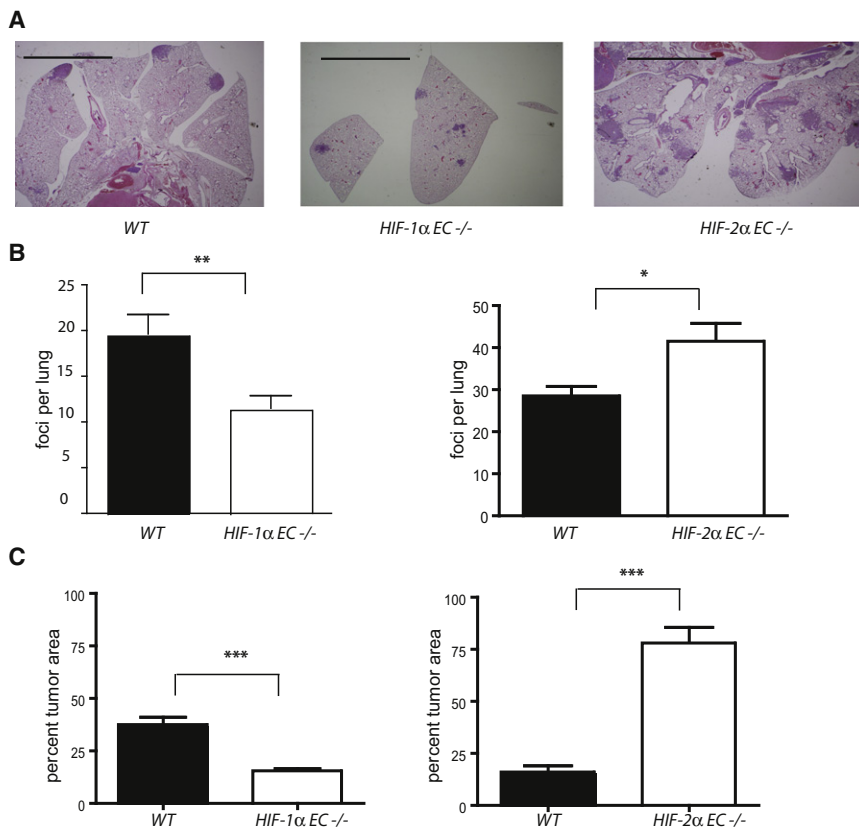 A
WT
HIF-1α EC -/-
HIF-2α EC -/-
B
foci per lung
25
20
15
10
5
0
**
WT
HIF-1α EC -/-
foci per lung
50
40
30
20
10
0
*
WT
HIF-2α EC -/-
C
percent tumor area
100
75
50
25
0
***
WT
HIF-1α EC -/-
percent tumor area
100
75
50
25
0
***
WT
HIF-2α EC -/-